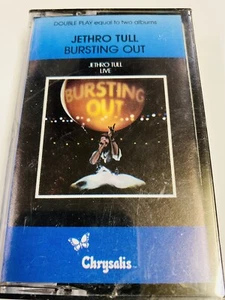 DOUBLE PLAY equal to two albums
JETHRO TULL
BURSTING OUT
JETHRO TULL
LIVE
BURSTING
OUT
Chrysalis